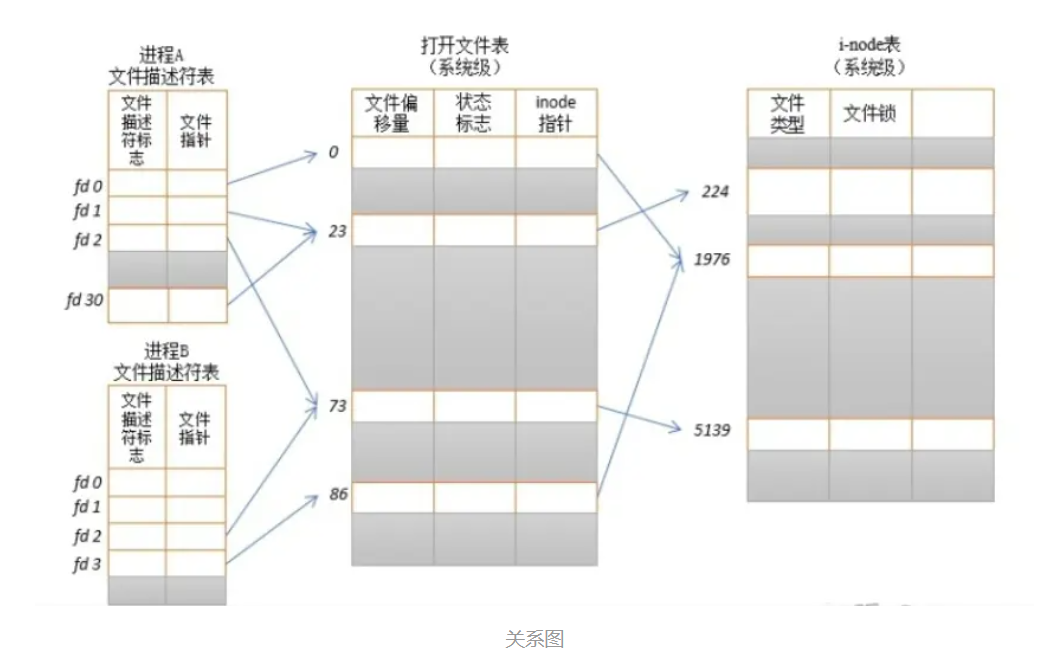 进程A
文件描述符表
文件
描述
符标
志
文件
指针
fd 0
fd 1
fd 2
fd 30
进程B
文件描述符表
文件
描述
符标
志
文件
指针
fd 0
fd 1
fd 2
fd 3
打开文件表
（系统级）
文件偏
移量
状态
标志
inode
指针
0
23
73
86
i-node表
（系统级）
文件
类型
文件锁
224
1976
5139
关系图